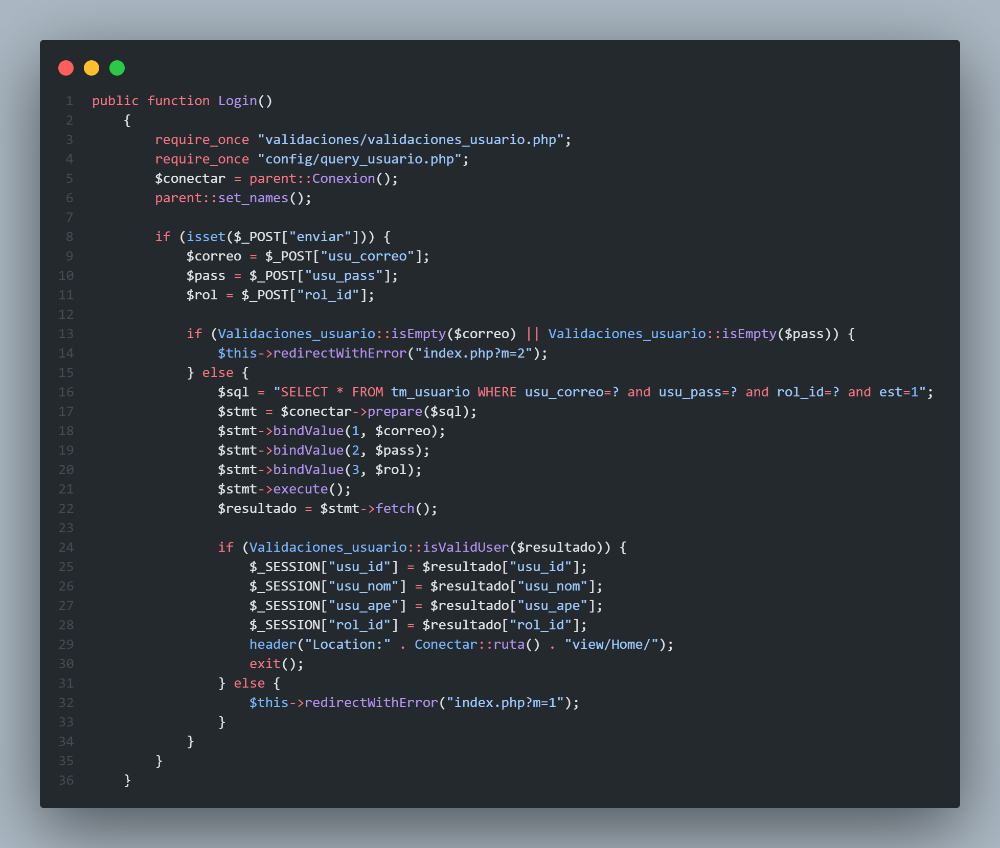 1 public function Login()
2 {
3 require_once "validaciones/validaciones_usuario.php";
4 require_once "config/query_usuario.php";
5 $conectar = parent::Conexion();
6 parent::set_names();
7
8 if (isset($_POST["enviar"])) {
9 $correo = $_POST["usu_correo"];
10 $pass = $_POST["usu_pass"];
11 $rol = $_POST["rol_id"];
12
13 if (Validaciones_usuario::isEmpty($correo) || Validaciones_usuario::isEmpty($pass)) {
14 $this->redirectWithError("index.php?m=2");
15 } else {
16 $sql = "SELECT * FROM tm_usuario WHERE usu_correo=? and usu_pass=? and rol_id=? and est=1";
17 $stmt = $conectar->prepare($sql);
18 $stmt->bindValue(1, $correo);
19 $stmt->bindValue(2, $pass);
20 $stmt->bindValue(3, $rol);
21 $stmt->execute();
22 $resultado = $stmt->fetch();
23
24 if (Validaciones_usuario::isValidUser($resultado)) {
25 $_SESSION["usu_id"] = $resultado["usu_id"];
26 $_SESSION["usu_nom"] = $resultado["usu_nom"];
27 $_SESSION["usu_ape"] = $resultado["usu_ape"];
28 $_SESSION["rol_id"] = $resultado["rol_id"];
29 header("Location:" . Conectar::ruta() . "view/Home/");
30 exit();
31 } else {
32 $this->redirectWithError("index.php?m=1");
33 }
34 }
35 }
36 }